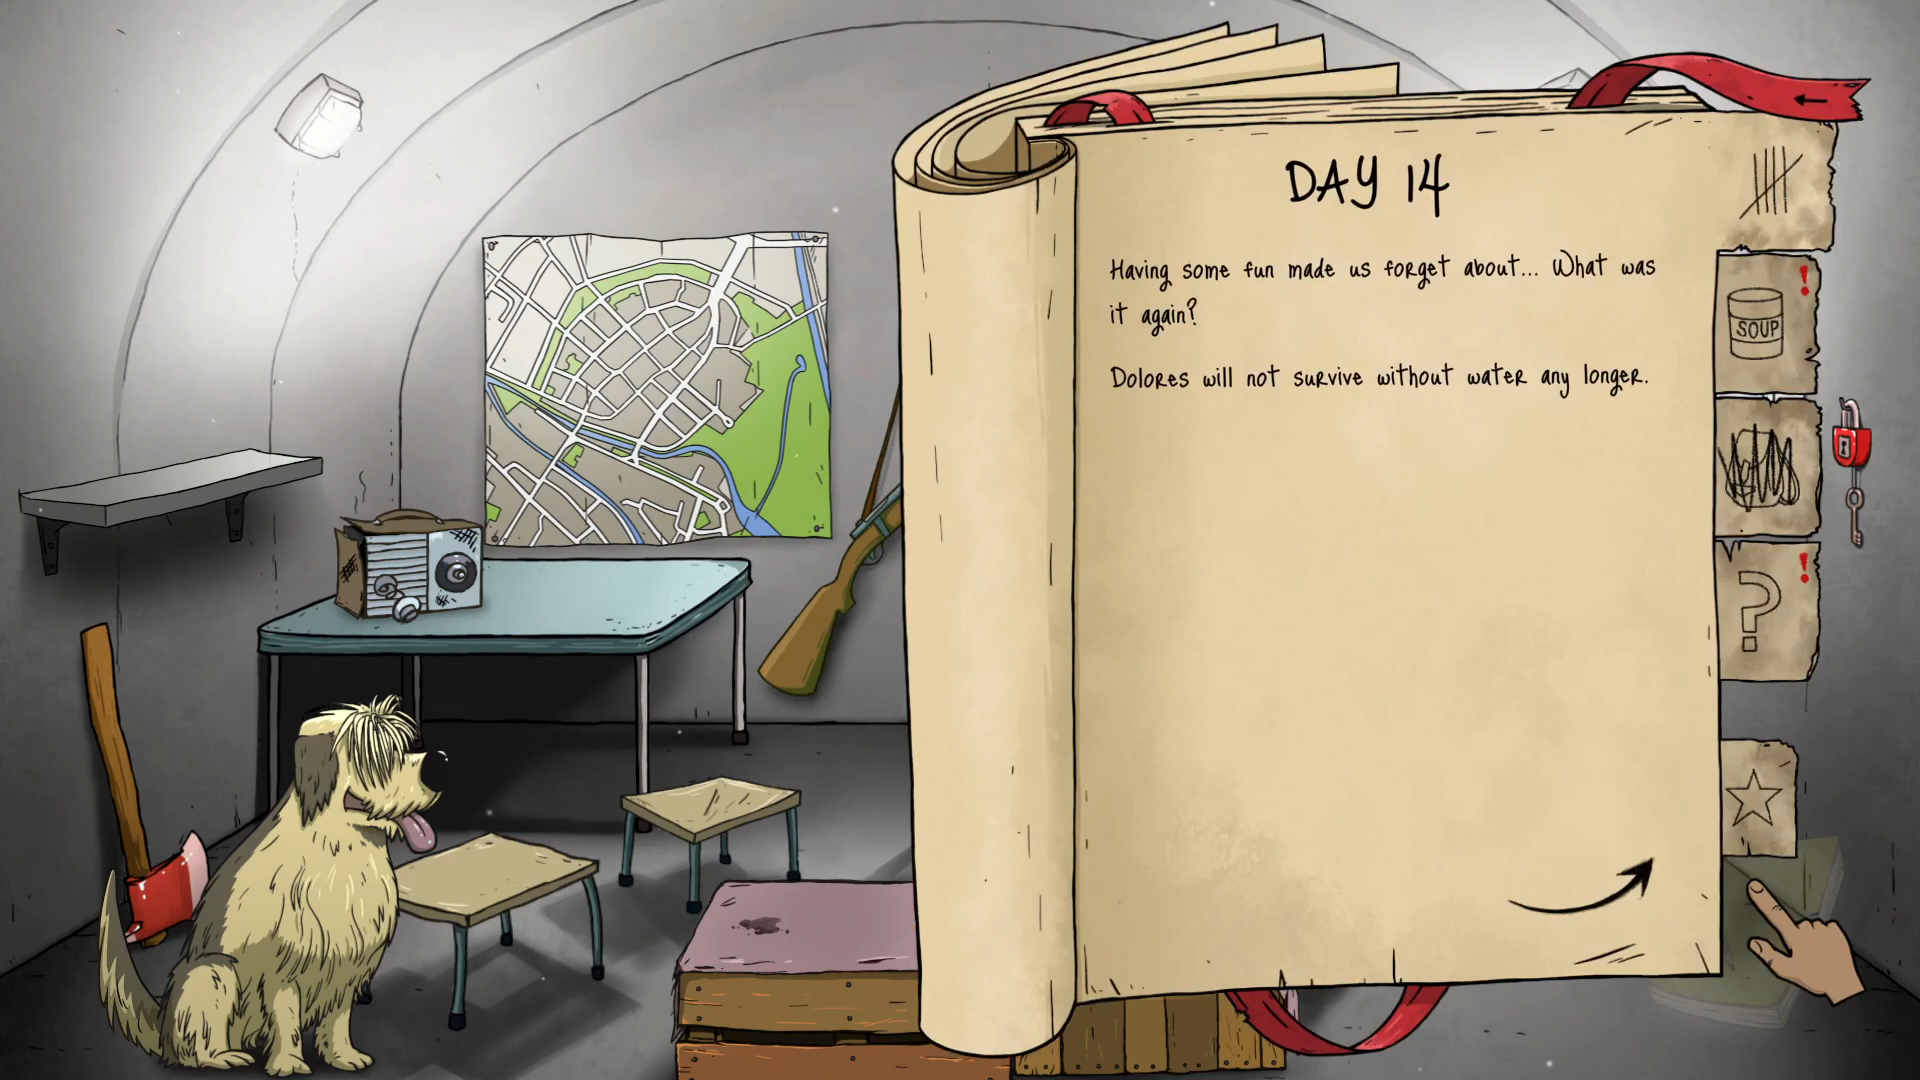 DAY 14
Having some fun made us forget about... What was
it again?
Dolores will not survive without water any longer.
SOUP